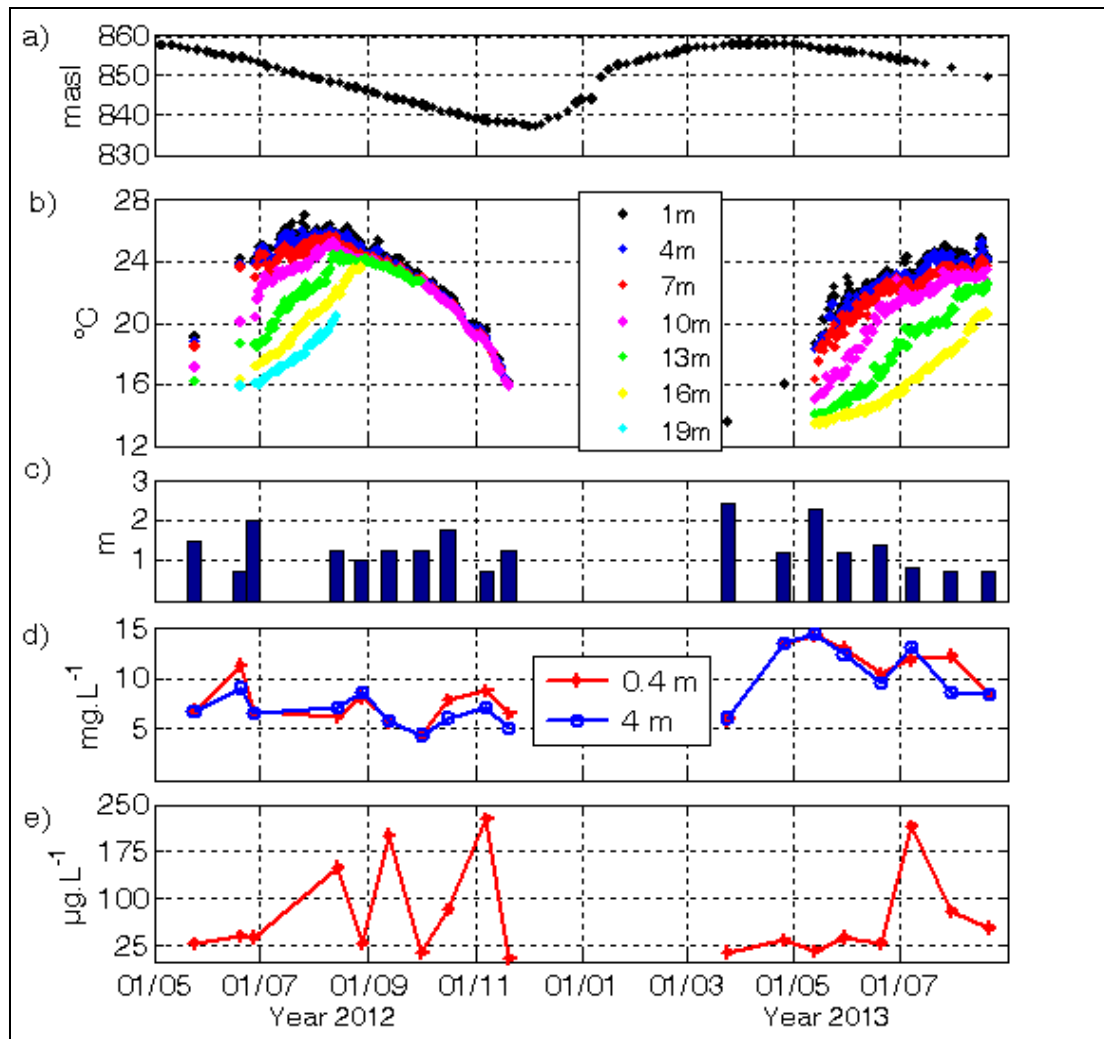 a)
860
850
840
830
masl
b)
28
24
20
16
12
°C
1m
4m
7m
10m
13m
16m
19m
c)
3
2
1
m
d)
15
10
5
mg.L⁻¹
0.4 m
4 m
e)
250
175
100
25
µg.L⁻¹
01/05 01/07 01/09 01/11 01/01 01/03 01/05 01/07
Year 2012 Year 2013